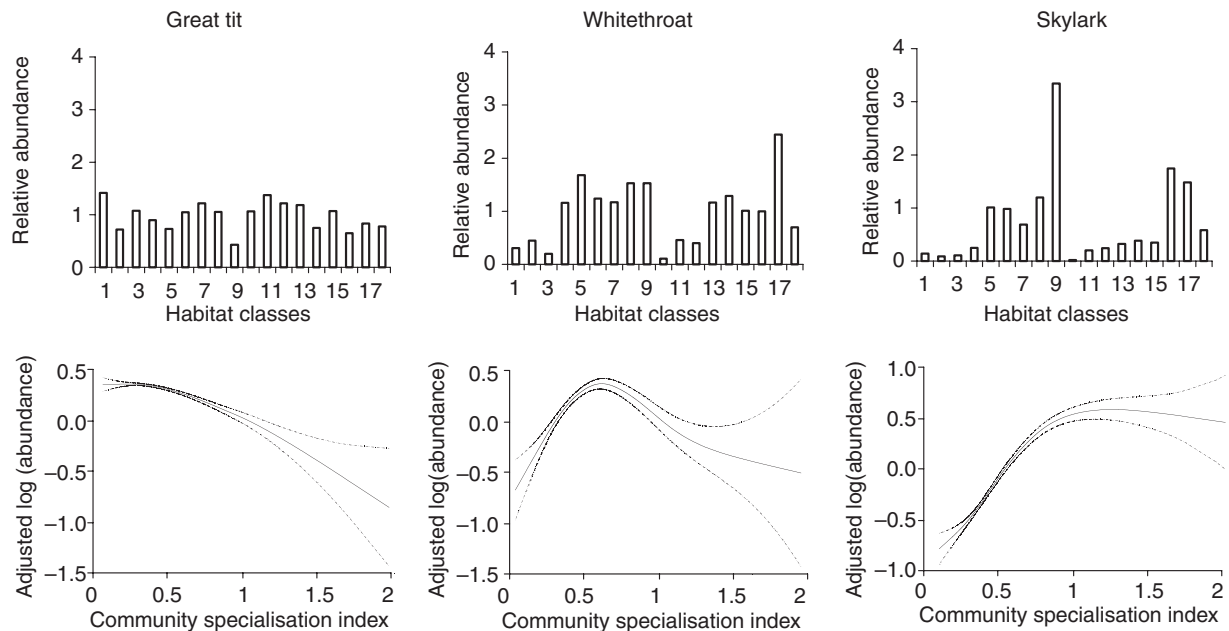 Great tit
Whitethroat
Skylark
Relative abundance
4
3
2
1
0
1 3 5 7 9 11 13 15 17
Habitat classes
Relative abundance
4
3
2
1
0
1 3 5 7 9 11 13 15 17
Habitat classes
Relative abundance
4
3
2
1
0
1 3 5 7 9 11 13 15 17
Habitat classes
Adjusted log (abundance)
0.5
0.0
−0.5
−1.0
−1.5
0 0.5 1 1.5 2
Community specialisation index
Adjusted log(abundance)
0.5
0.0
−0.5
−1.0
−1.5
0 0.5 1 1.5 2
Community specialisation index
Adjusted log(abundance)
1.0
0.5
0.0
−0.5
−1.0
0 0.5 1 1.5 2
Community specialisation index